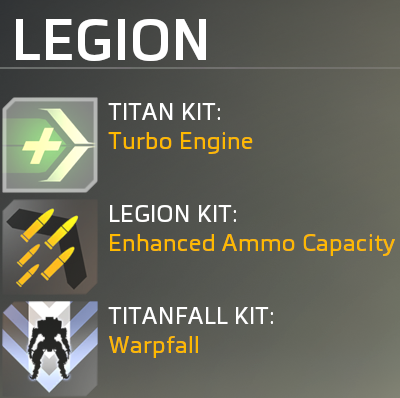 LEGION
TITAN KIT:
Turbo Engine
LEGION KIT:
Enhanced Ammo Capacity
TITANFALL KIT:
Warpfall